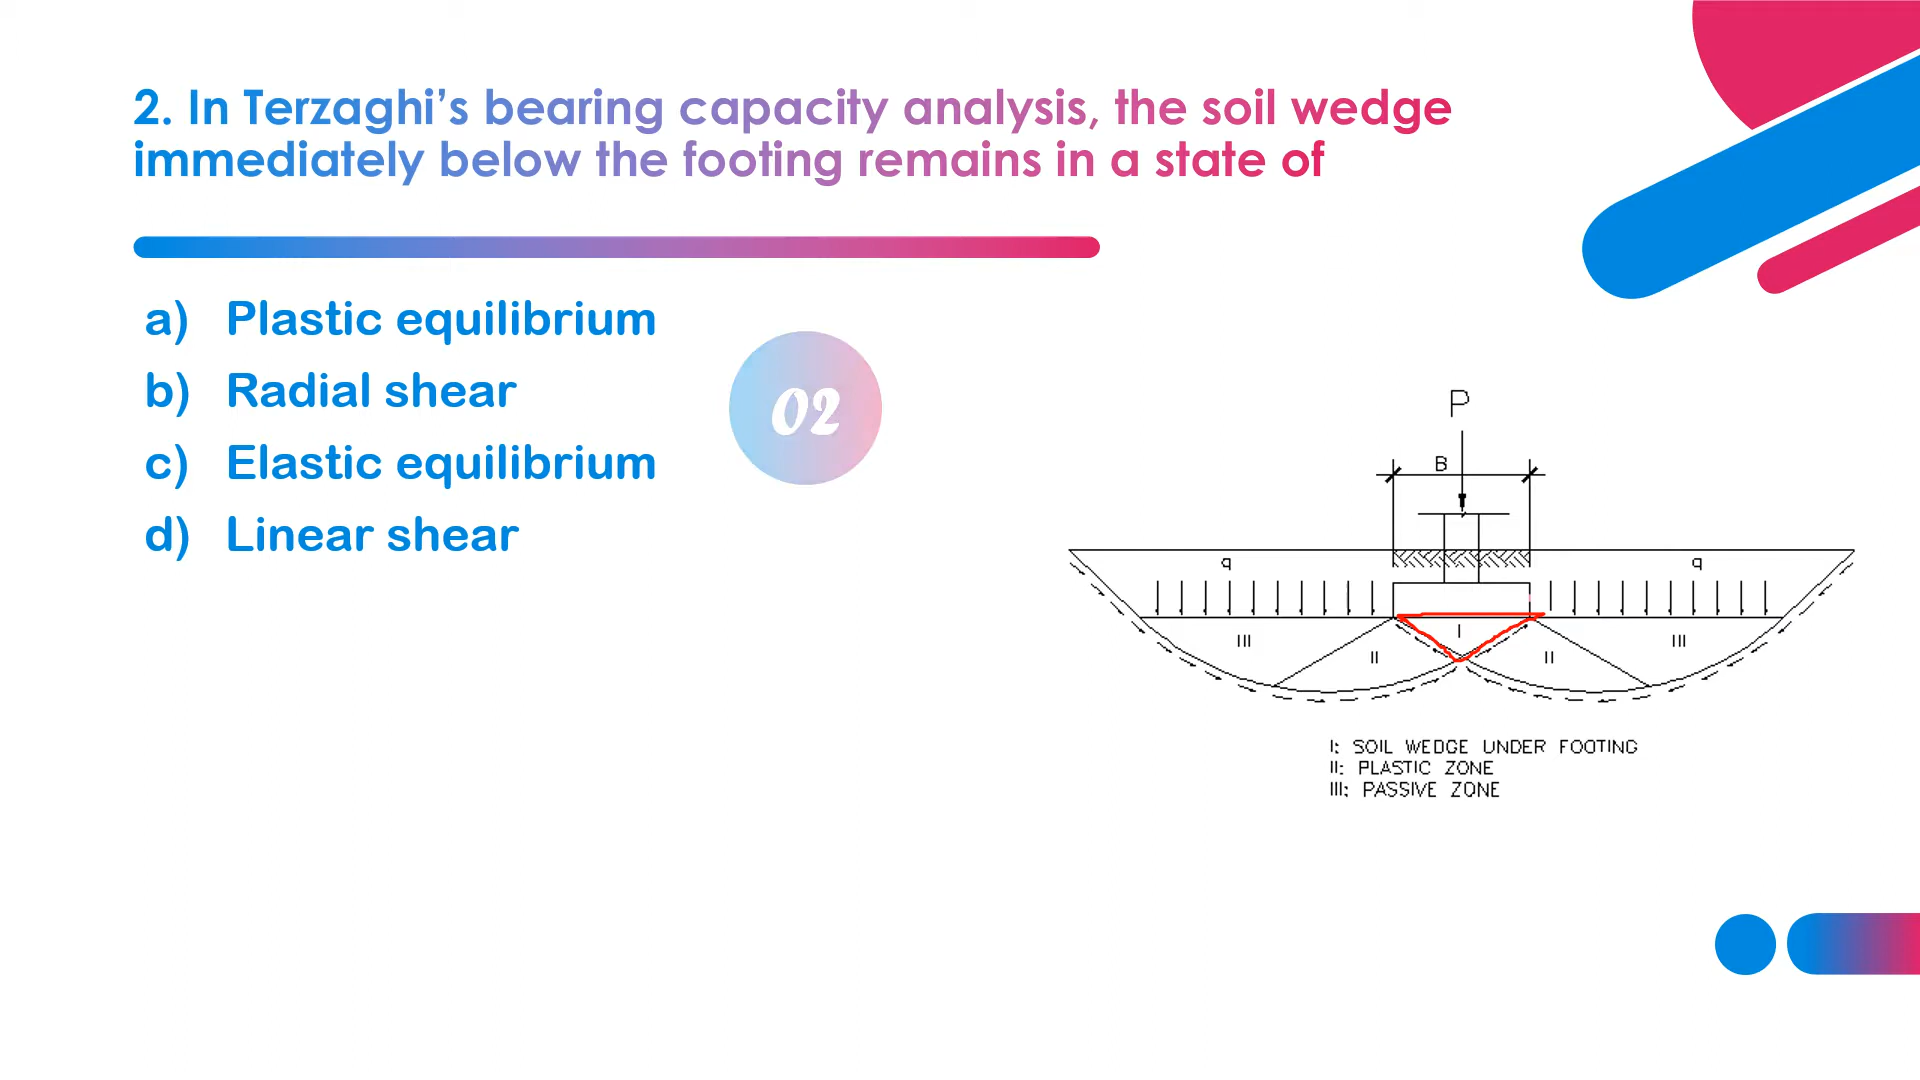 2. In Terzaghi's bearing capacity analysis, the soil wedge
immediately below the footing remains in a state of
a) Plastic equilibrium
b) Radial shear
c) Elastic equilibrium
d) Linear shear
02
P
B
q q
I
III II II III
I: SOIL WEDGE UNDER FOOTING
II: PLASTIC ZONE
III: PASSIVE ZONE